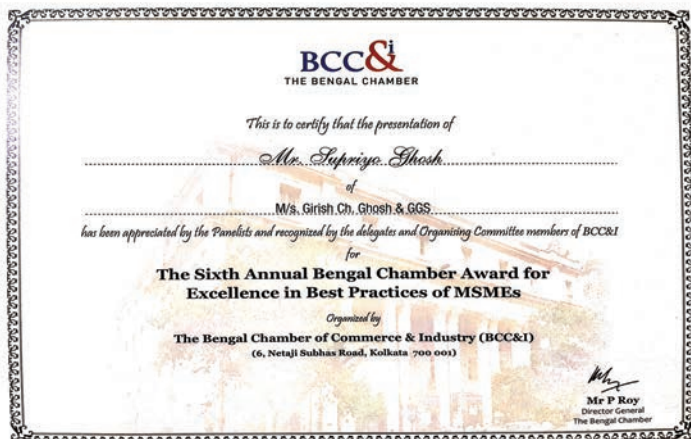 BCC&i
THE BENGAL CHAMBER
This is to certify that the presentation of
Mr. Supriyo Ghosh
of
M/s. Girish Ch. Ghosh & GGS
has been appreciated by the Panelists and recognized by the delegates and Organising Committee members of BCC&I
for
The Sixth Annual Bengal Chamber Award for
Excellence in Best Practices of MSMEs
Organized by
The Bengal Chamber of Commerce & Industry (BCC&I)
(6, Netaji Subhas Road, Kolkata 700 001)
Mr P Roy
Director General
The Bengal Chamber